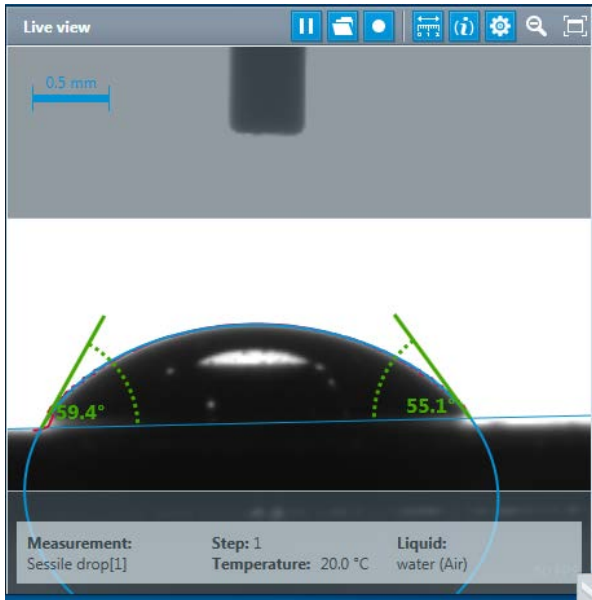 Live view
0.5 mm
59.4°
55.1°
Measurement: Step: 1 Liquid:
Sessile drop[1] Temperature: 20.0 °C water (Air)